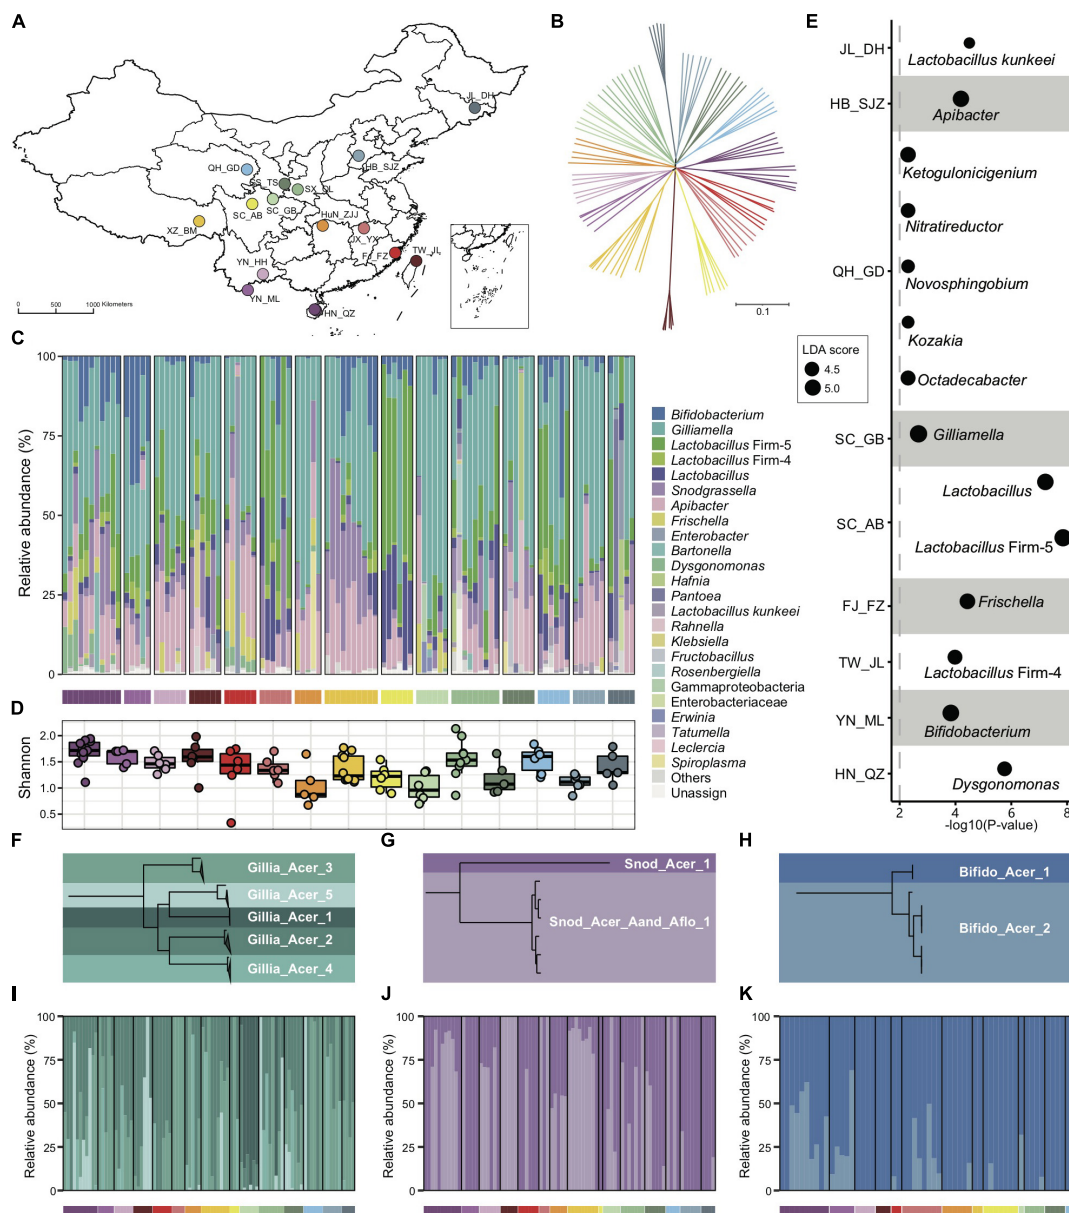 A
JL_DH
HB_SJZ
QH_GD
SX_QL
SC_GB
SC_AB
XZ_BM
HuN_ZJJ
JX_YX
FJ_FZ
TW_JL
YN_HH
YN_ML
HN_QZ
0 500 1000 Kilometers
B
0.1
C
Relative abundance (%)
100
75
50
25
0
Bifidobacterium
Gilliamella
Lactobacillus Firm-5
Lactobacillus Firm-4
Lactobacillus
Snodgrassella
Apibacter
Frischella
Enterobacter
Bartonella
Dysgonomonas
Hafnia
Pantoea
Lactobacillus kunkeei
Rahnella
Klebsiella
Fructobacillus
Rosenbergiella
Gammaproteobacteria
Enterobacteriaceae
Erwinia
Tatumella
Leclercia
Spiroplasma
Others
Unassign
D
Shannon
2.0
1.5
1.0
0.5
E
JL_DH
Lactobacillus kunkeei
HB_SJZ
Apibacter
Ketogulonicigenium
Nitratireductor
QH_GD
Novosphingobium
Kozakia
Octadecabacter
SC_GB
Gilliamella
Lactobacillus
SC_AB
Lactobacillus Firm-5
FJ_FZ
Frischella
TW_JL
Lactobacillus Firm-4
YN_ML
Bifidobacterium
HN_QZ
Dysgonomonas
2 4 6 8
-log10(P-value)
LDA score
4.5
5.0
F
Gillia_Acer_3
Gillia_Acer_5
Gillia_Acer_1
Gillia_Acer_2
Gillia_Acer_4
G
Snod_Acer_1
Snod_Acer_Aand_Aflo_1
H
Bifido_Acer_1
Bifido_Acer_2
I
Relative abundance (%)
100
75
50
25
0
J
Relative abundance (%)
100
75
50
25
0
K
Relative abundance (%)
100
75
50
25
0